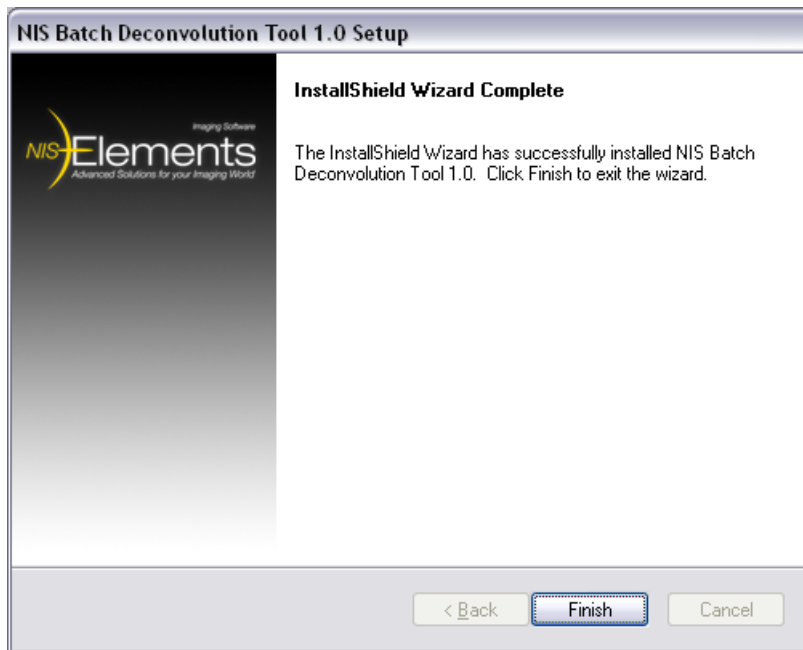 NIS Batch Deconvolution Tool 1.0 Setup
Imaging Software
NIS Elements
Advanced Solutions for your Imaging World
InstallShield Wizard Complete
The InstallShield Wizard has successfully installed NIS Batch
Deconvolution Tool 1.0. Click Finish to exit the wizard.
< Back
Finish
Cancel